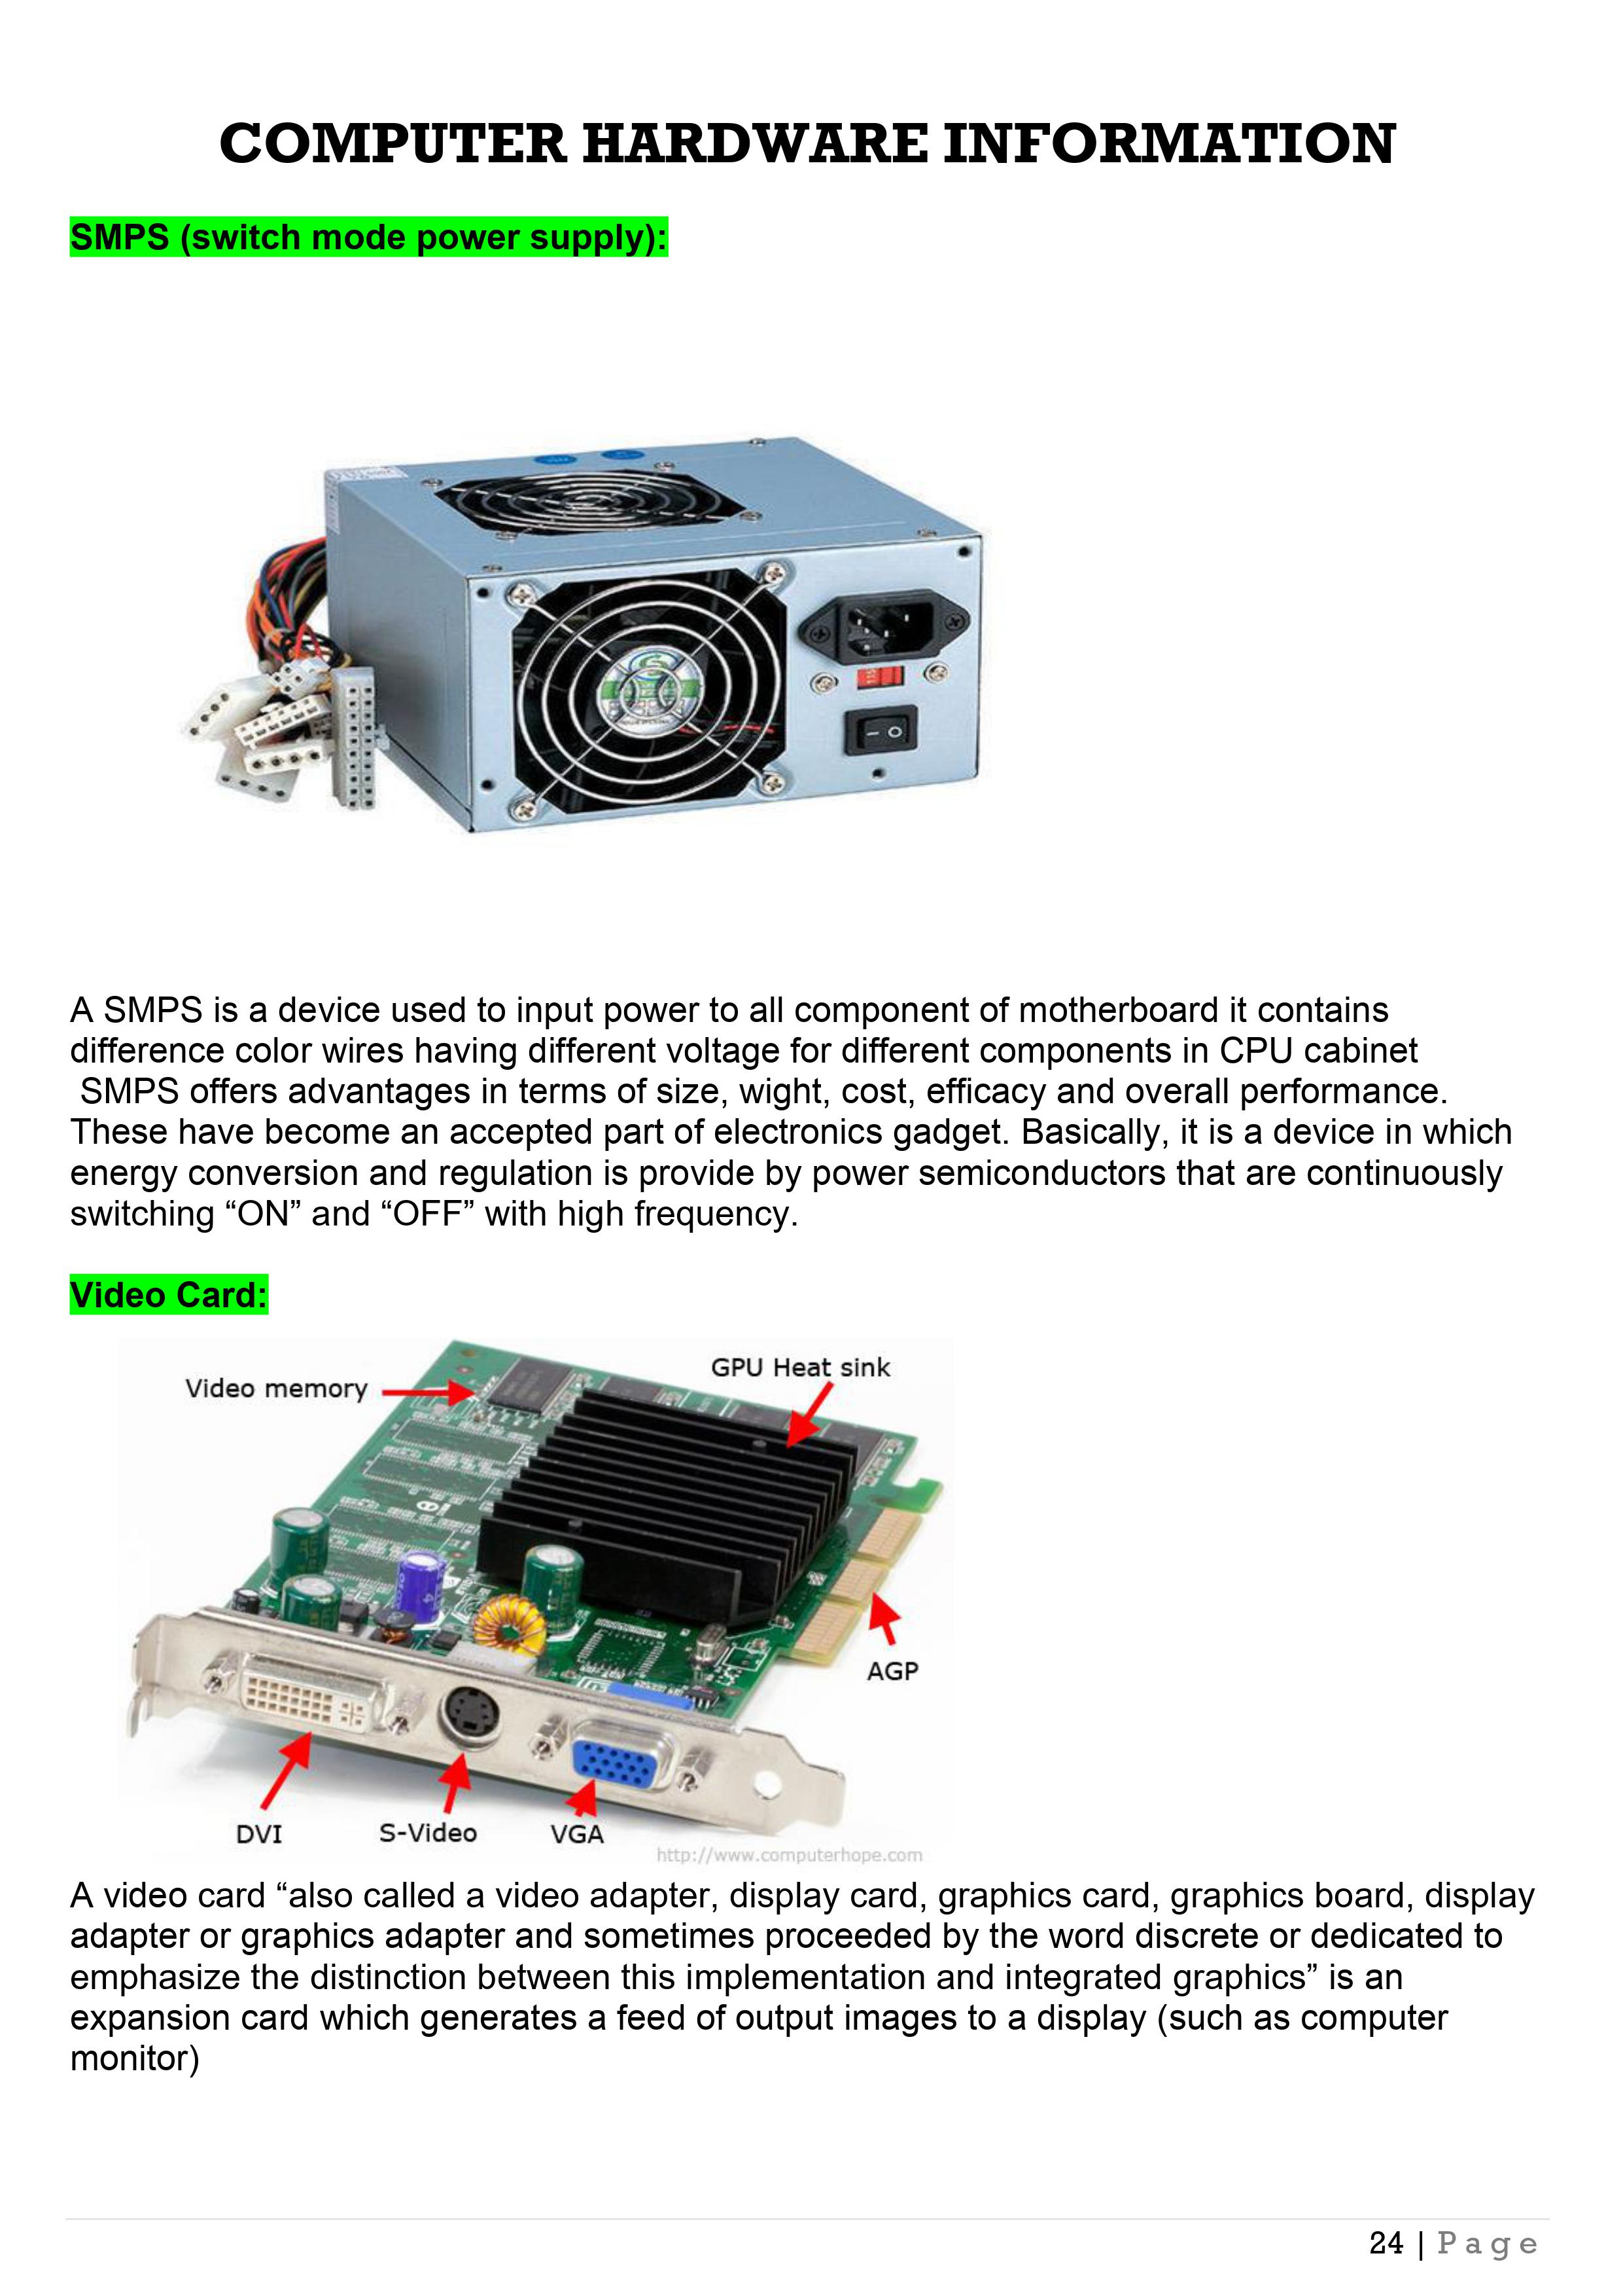 COMPUTER HARDWARE INFORMATION
SMPS (switch mode power supply):
A SMPS is a device used to input power to all component of motherboard it contains
difference color wires having different voltage for different components in CPU cabinet
SMPS offers advantages in terms of size, wight, cost, efficacy and overall performance.
These have become an accepted part of electronics gadget. Basically, it is a device in which
energy conversion and regulation is provide by power semiconductors that are continuously
switching “ON” and “OFF” with high frequency.
Video Card:
GPU Heat sink
Video memory
AGP
DVI
S-Video
VGA
http://www.computerhope.com
A video card “also called a video adapter, display card, graphics card, graphics board, display
adapter or graphics adapter and sometimes proceeded by the word discrete or dedicated to
emphasize the distinction between this implementation and integrated graphics” is an
expansion card which generates a feed of output images to a display (such as computer
monitor)
24 | Page